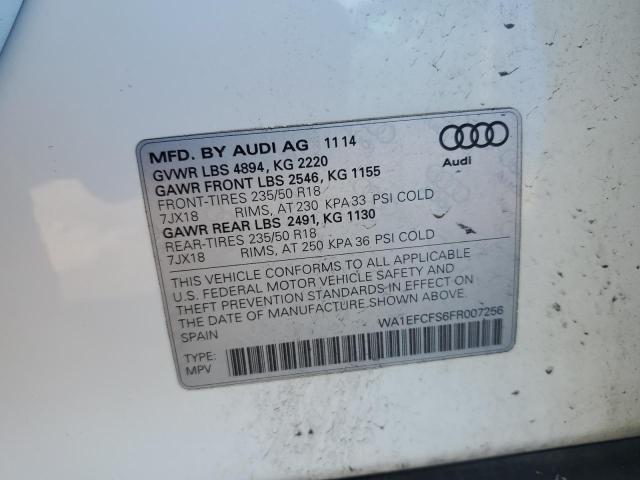 MFD. BY AUDI AG 1114
GVWR LBS 4894, KG 2220
GAWR FRONT LBS 2546, KG 1155
FRONT-TIRES 235/50 R18
7JX18 RIMS, AT 230 KPA 33 PSI COLD
GAWR REAR LBS 2491, KG 1130
REAR-TIRES 235/50 R18
7JX18 RIMS, AT 250 KPA 36 PSI COLD
Audi
THIS VEHICLE CONFORMS TO ALL APPLICABLE
U.S. FEDERAL MOTOR VEHICLE SAFETY AND
THEFT PREVENTION STANDARDS IN EFFECT ON
THE DATE OF MANUFACTURE SHOWN ABOVE.
SPAIN
WA1EFCFS6FR007256
TYPE:
MPV